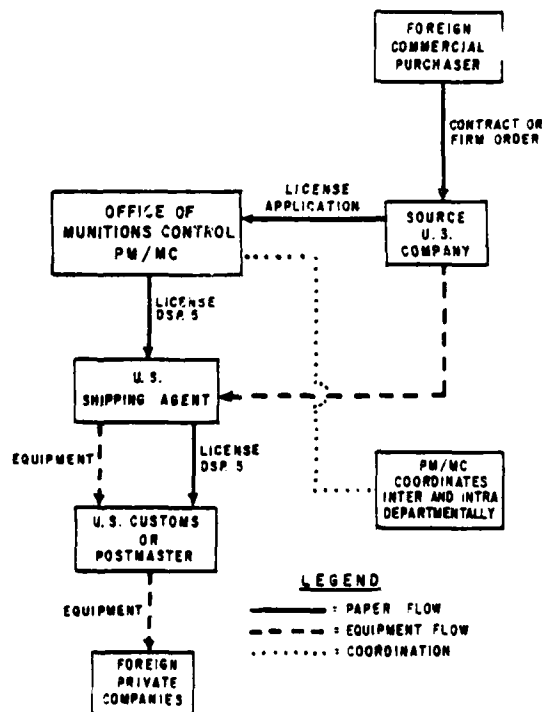 FOREIGN
COMMERCIAL
PURCHASER
CONTRACT OR
FIRM ORDER
LICENSE
APPLICATION
OFFICE OF
MUNITIONS CONTROL
PM/MC
SOURCE
U.S.
COMPANY
LICENSE
DSP. 5
U.S.
SHIPPING AGENT
EQUIPMENT
LICENSE
DSP. 5
PM/MC
COORDINATES
INTER AND INTRA
DEPARTMENTALLY
U.S. CUSTOMS
OR
POSTMASTER
LEGEND
= PAPER FLOW
= EQUIPMENT FLOW
= COORDINATION
EQUIPMENT
FOREIGN
PRIVATE
COMPANIES